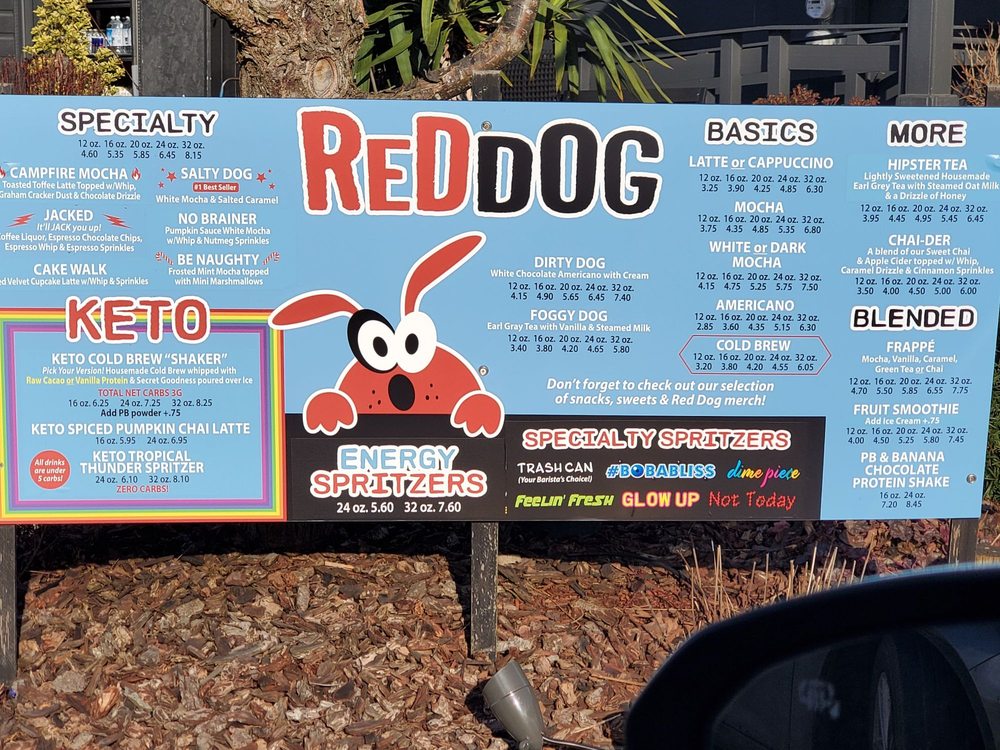 SPECIALTY
12 oz. 16 oz. 20 oz. 24 oz. 32 oz.
4.60 5.35 5.85 6.45 8.15
CAMPFIRE MOCHA
Toasted Toffee Latte Topped w/Whip,
Graham Cracker Dust & Chocolate Drizzle
JACKED
It'll JACK you up!
Liquor, Espresso Chocolate Chips,
Espresso Whip & Espresso Sprinkles
CAKE WALK
Velvet Cupcake Latte w/Whip & Sprinkles
SALTY DOG
#1 Best Seller
White Mocha & Salted Caramel
NO BRAINER
Pumpkin Sauce White Mocha
w/Whip & Nutmeg Sprinkles
BE NAUGHTY
Frosted Mint Mocha topped
with Mini Marshmallows
KETO
KETO COLD BREW "SHAKER"
Pick Your Version! Housemade Cold Brew whipped with
Raw Cacao or Vanilla Protein & Secret Goodness poured over Ice
TOTAL NET CARBS 3G
16 oz. 6.25 24 oz. 7.25 32 oz. 8.25
Add PB powder +.75
KETO SPICED PUMPKIN CHAI LATTE
16 oz. 5.95 24 oz. 6.95
KETO TROPICAL
THUNDER SPRITZER
24 oz. 6.10 32 oz. 8.10
ZERO CARBS!
All drinks
are under
5 carbs!
REDDOG
DIRTY DOG
White Chocolate Americano with Cream
12 oz. 16 oz. 20 oz. 24 oz. 32 oz.
4.15 4.90 5.65 6.45 7.40
FOGGY DOG
Earl Gray Tea with Vanilla & Steamed Milk
12 oz. 16 oz. 20 oz. 24 oz. 32 oz.
3.40 3.80 4.20 4.65 5.80
Don't forget to check out our selection
of snacks, sweets & Red Dog merch!
ENERGY
SPRITZERS
24 oz. 5.60 32 oz. 7.60
SPECIALTY SPRITZERS
TRASH CAN
(Your Barista's Choice!)
#BOBABLISS
dime piece
Feelin' Fresh
GLOW UP
Not Today
BASICS
LATTE or CAPPUCCINO
12 oz. 16 oz. 20 oz. 24 oz. 32 oz.
3.25 3.90 4.25 4.85 6.30
MOCHA
12 oz. 16 oz. 20 oz. 24 oz. 32 oz.
3.75 4.35 4.85 5.35 6.80
WHITE or DARK
MOCHA
12 oz. 16 oz. 20 oz. 24 oz. 32 oz.
4.15 4.75 5.25 5.75 7.50
AMERICANO
12 oz. 16 oz. 20 oz. 24 oz. 32 oz.
2.85 3.60 4.35 5.15 6.30
COLD BREW
12 oz. 16 oz. 20 oz. 24 oz. 32 oz.
3.20 3.80 4.20 4.55 6.05
MORE
HIPSTER TEA
Lightly Sweetened Housemade
Earl Grey Tea with Steamed Oat Milk
& a Drizzle of Honey
12 oz. 16 oz. 20 oz. 24 oz. 32 oz.
3.95 4.45 4.95 5.45 6.45
CHAI-DER
A blend of our Sweet Chai
& Apple Cider topped w/ Whip,
Caramel Drizzle & Cinnamon Sprinkles
12 oz. 16 oz. 20 oz. 24 oz. 32 oz.
3.50 4.00 4.50 5.00 6.00
BLENDED
FRAPPÉ
Mocha, Vanilla, Caramel,
Green Tea or Chai
12 oz. 16 oz. 20 oz. 24 oz. 32 oz.
4.70 5.50 5.85 6.55 7.75
FRUIT SMOOTHIE
Add Ice Cream +.75
12 oz. 16 oz. 20 oz. 24 oz. 32 oz.
4.00 4.50 5.25 5.80 7.45
PB & BANANA
CHOCOLATE
PROTEIN SHAKE
16 oz. 24 oz.
7.20 8.45